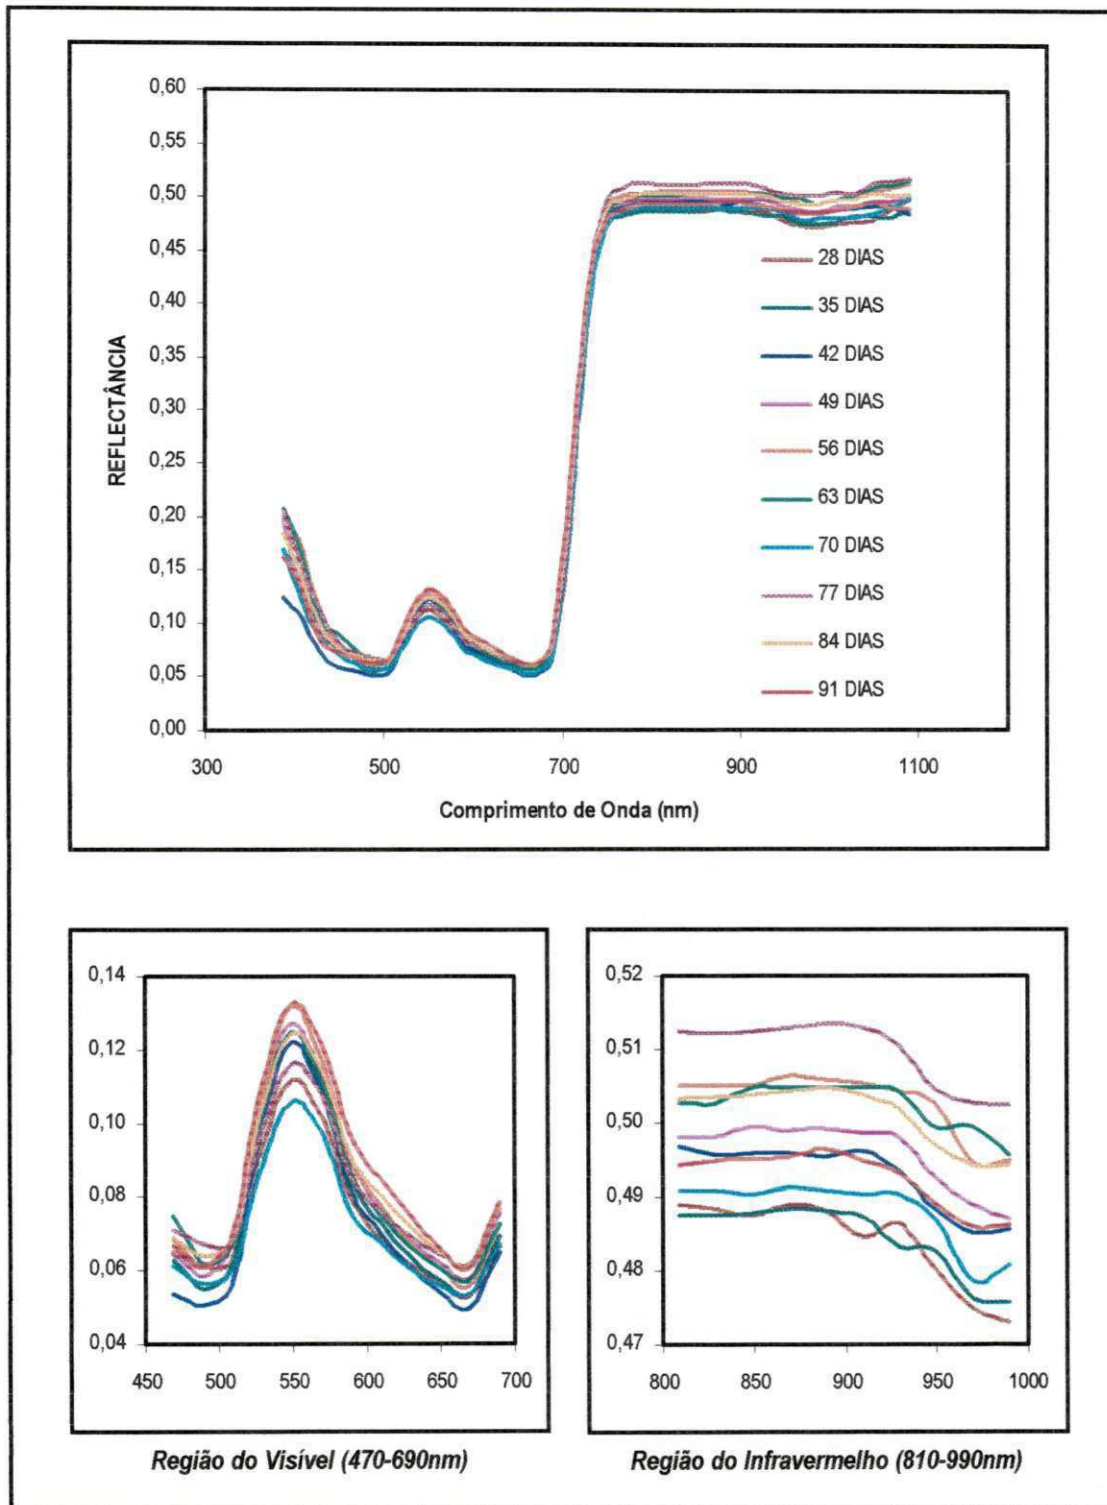 0,60
0,55
0,50
0,45
0,40
0,35
0,30
0,25
0,20
0,15
0,10
0,05
0,00
REFLECTÂNCIA
28 DIAS
35 DIAS
42 DIAS
49 DIAS
56 DIAS
63 DIAS
70 DIAS
77 DIAS
84 DIAS
91 DIAS
300 500 700 900 1100
Comprimento de Onda (nm)
0,14
0,12
0,10
0,08
0,06
0,04
450 500 550 600 650 700
Região do Visível (470-690nm)
0,52
0,51
0,50
0,49
0,48
0,47
800 850 900 950 1000
Região do Infravermelho (810-990nm)